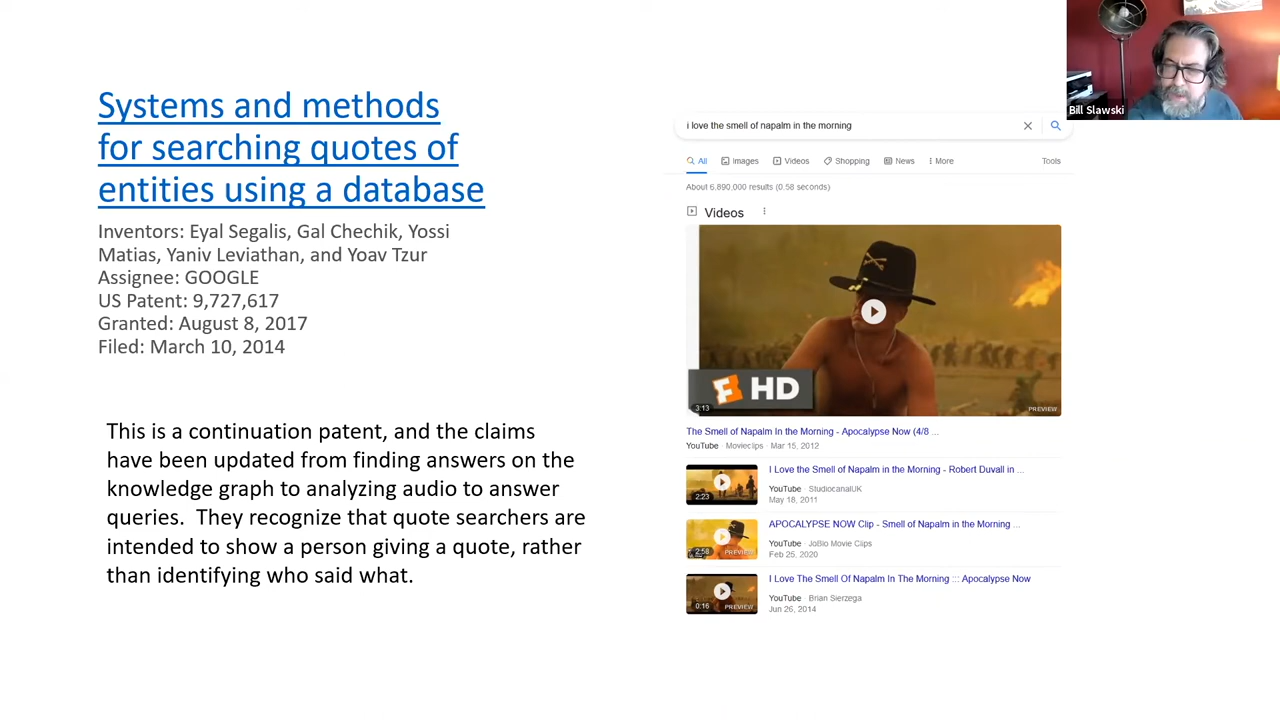 Systems and methods
for searching quotes of
entities using a database
Inventors: Eyal Segalis, Gal Chechik, Yossi
Matias, Yaniv Leviathan, and Yoav Tzur
Assignee: GOOGLE
US Patent: 9,727,617
Granted: August 8, 2017
Filed: March 10, 2014
This is a continuation patent, and the claims
have been updated from finding answers on the
knowledge graph to analyzing audio to answer
queries.  They recognize that quote searchers are
intended to show a person giving a quote, rather
than identifying who said what.
Bill Slawski
i love the smell of napalm in the morning
All Images Videos Shopping News More Tools
About 6,890,000 results (0.58 seconds)
Videos
F HD
3:13 PREVIEW
The Smell of Napalm In the Morning - Apocalypse Now (4/8 ...
YouTube · Movieclips · Mar 15, 2012
I Love the Smell of Napalm in the Morning - Robert Duvall in ...
YouTube · StudiocanalUK
2:23
May 18, 2011
APOCALYPSE NOW Clip - Smell of Napalm in the Morning ...
YouTube · JoBlo Movie Clips
2:58 PREVIEW
Feb 25, 2020
I Love The Smell Of Napalm In The Morning ::: Apocalypse Now
YouTube · Brian Sierzega
0:16 PREVIEW
Jun 26, 2014